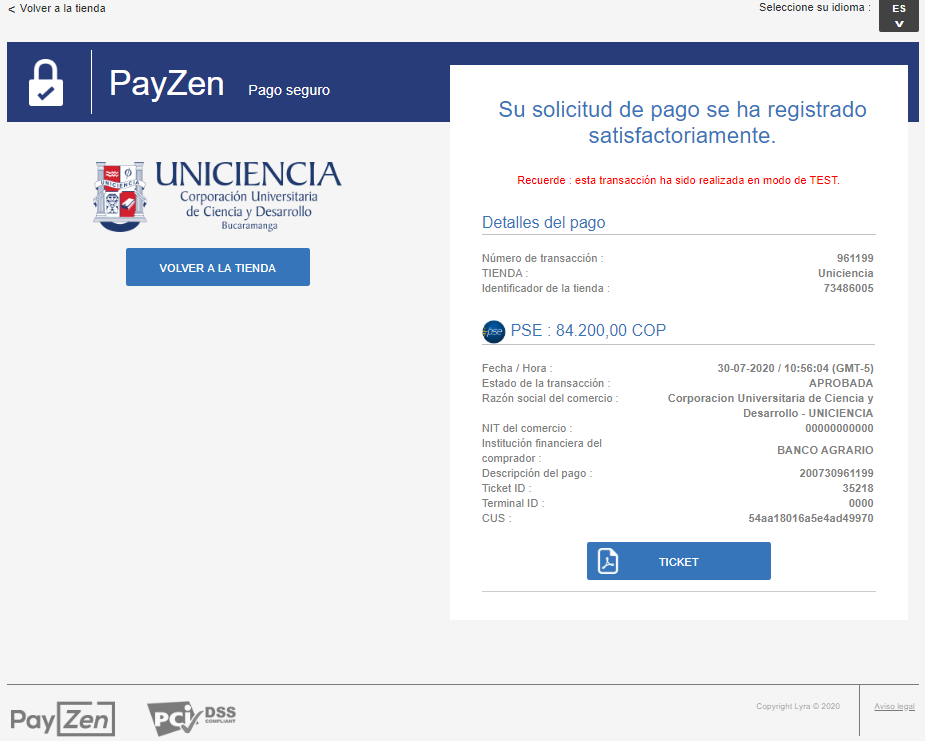 < Volver a la tienda
Seleccione su idioma :
ES
v
PayZen
Pago seguro
UNICIENCIA
UNICIENCIA
Corporación Universitaria
de Ciencia y Desarrollo
Bucaramanga
VOLVER A LA TIENDA
Su solicitud de pago se ha registrado
satisfactoriamente.
Recuerde : esta transacción ha sido realizada en modo de TEST.
Detalles del pago
Número de transacción : 961199
TIENDA : Uniciencia
Identificador de la tienda : 73486005
pse PSE : 84.200,00 COP
Fecha / Hora : 30-07-2020 / 10:56:04 (GMT-5)
Estado de la transacción : APROBADA
Razón social del comercio : Corporacion Universitaria de Ciencia y
Desarrollo - UNICIENCIA
NIT del comercio : 00000000000
Institución financiera del
comprador : BANCO AGRARIO
Descripción del pago : 200730961199
Ticket ID : 35218
Terminal ID : 0000
CUS : 54aa18016a5e4ad49970
TICKET
PayZen
PCI DSS
COMPLIANT
Copyright Lyra © 2020
Aviso legal